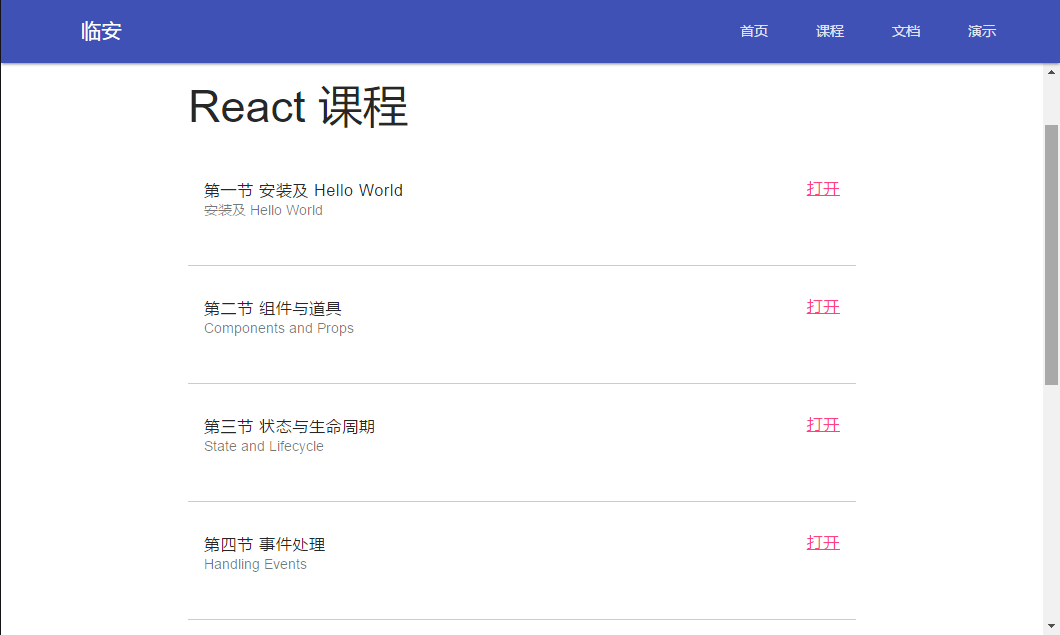 临安
首页 课程 文档 演示
React 课程
第一节 安装及 Hello World
打开
安装及 Hello World
第二节 组件与道具
打开
Components and Props
第三节 状态与生命周期
打开
State and Lifecycle
第四节 事件处理
打开
Handling Events